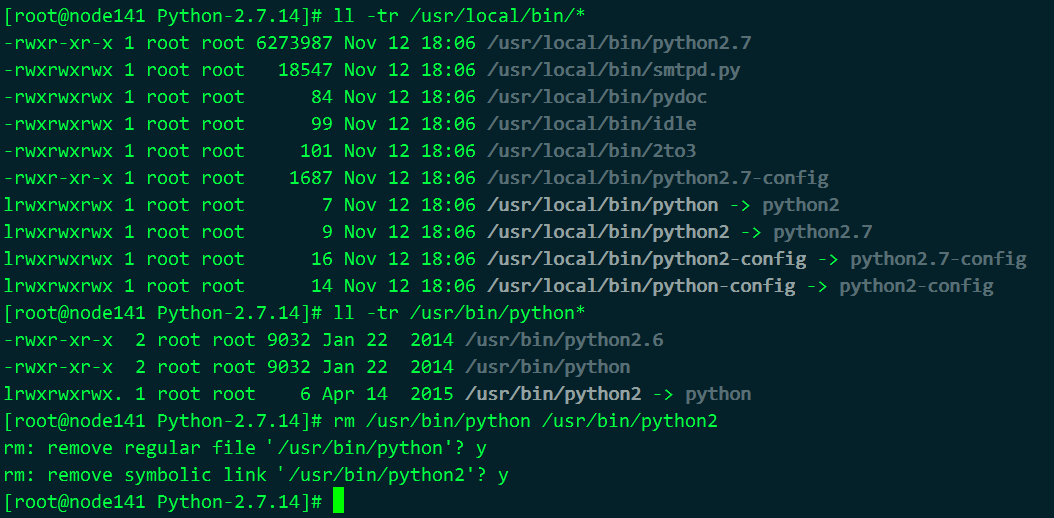 [root@node141 Python-2.7.14]# ll -tr /usr/local/bin/*
-rwxr-xr-x 1 root root 6273987 Nov 12 18:06 /usr/local/bin/python2.7
-rwxrwxrwx 1 root root   18547 Nov 12 18:06 /usr/local/bin/smtpd.py
-rwxrwxrwx 1 root root      84 Nov 12 18:06 /usr/local/bin/pydoc
-rwxrwxrwx 1 root root      99 Nov 12 18:06 /usr/local/bin/idle
-rwxrwxrwx 1 root root     101 Nov 12 18:06 /usr/local/bin/2to3
-rwxr-xr-x 1 root root    1687 Nov 12 18:06 /usr/local/bin/python2.7-config
lrwxrwxrwx 1 root root       7 Nov 12 18:06 /usr/local/bin/python -> python2
lrwxrwxrwx 1 root root       9 Nov 12 18:06 /usr/local/bin/python2 -> python2.7
lrwxrwxrwx 1 root root      16 Nov 12 18:06 /usr/local/bin/python2-config -> python2.7-config
lrwxrwxrwx 1 root root      14 Nov 12 18:06 /usr/local/bin/python-config -> python2-config
[root@node141 Python-2.7.14]# ll -tr /usr/bin/python*
-rwxr-xr-x  2 root root 9032 Jan 22  2014 /usr/bin/python2.6
-rwxr-xr-x  2 root root 9032 Jan 22  2014 /usr/bin/python
lrwxrwxrwx. 1 root root    6 Apr 14  2015 /usr/bin/python2 -> python
[root@node141 Python-2.7.14]# rm /usr/bin/python /usr/bin/python2
rm: remove regular file '/usr/bin/python'? y
rm: remove symbolic link '/usr/bin/python2'? y
[root@node141 Python-2.7.14]#